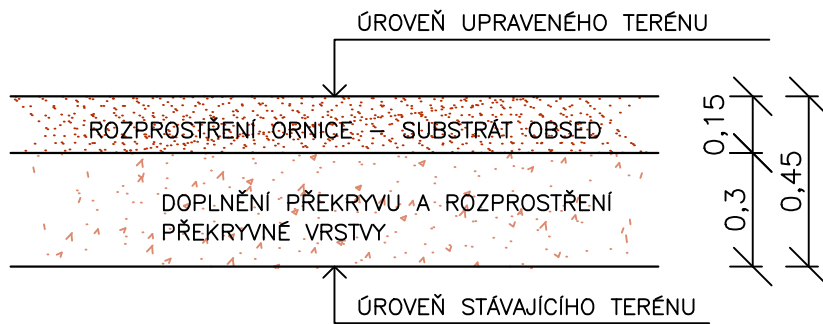 ÚROVEŇ UPRAVENÉHO TERÉNU
ROZPROSTŘENÍ ORNICE – SUBSTRÁT OBSED
0,15
DOPLNĚNÍ PŘEKRYVU A ROZPROSTŘENÍ
PŘEKRYVNÉ VRSTVY
0,3
0,45
ÚROVEŇ STÁVAJÍCÍHO TERÉNU